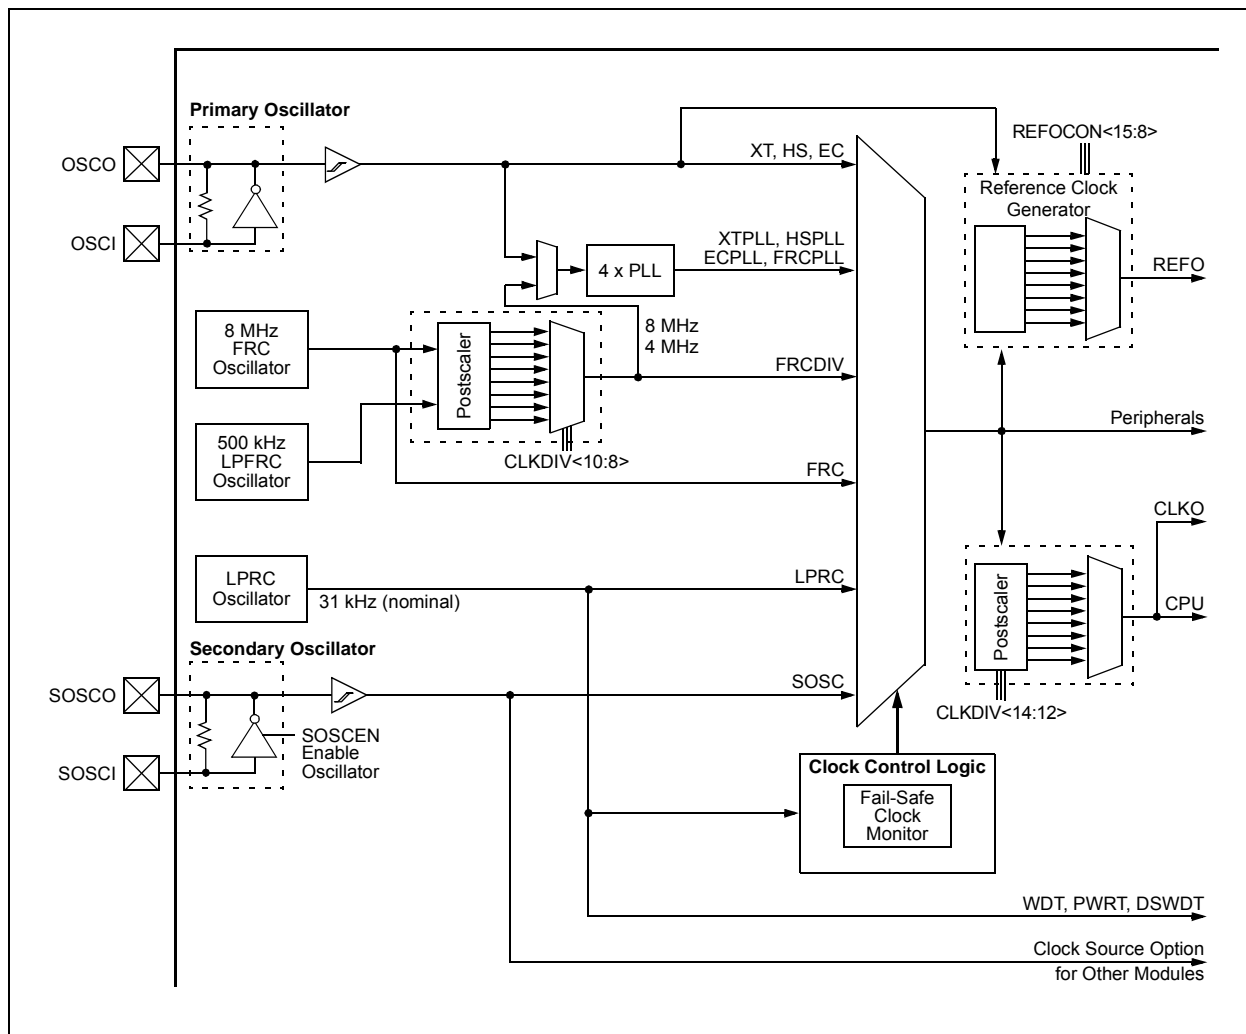 Primary Oscillator
OSCO
OSCI
XT, HS, EC
REFOCON<15:8>
Reference Clock
Generator
REFO
XTPLL, HSPLL
ECPLL, FRCPLL
4 x PLL
8 MHz
FRC
Oscillator
Postscaler
8 MHz
4 MHz
FRCDIV
Peripherals
500 kHz
LPFRC
Oscillator
CLKDIV<10:8>
FRC
CLKO
LPRC
Oscillator
31 kHz (nominal)
LPRC
Postscaler
CPU
CLKDIV<14:12>
Secondary Oscillator
SOSCO
SOSCI
SOSCEN
Enable
Oscillator
SOSC
Clock Control Logic
Fail-Safe
Clock
Monitor
WDT, PWRT, DSWDT
Clock Source Option
for Other Modules